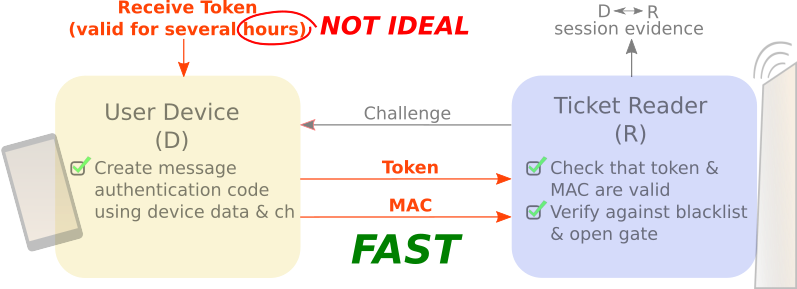 Receive Token
(valid for several hours)
NOT IDEAL
D R
session evidence
User Device
(D)
Create message
authentication code
using device data & ch
Challenge
Token
MAC
FAST
Ticket Reader
(R)
Check that token &
MAC are valid
Verify against blacklist
& open gate